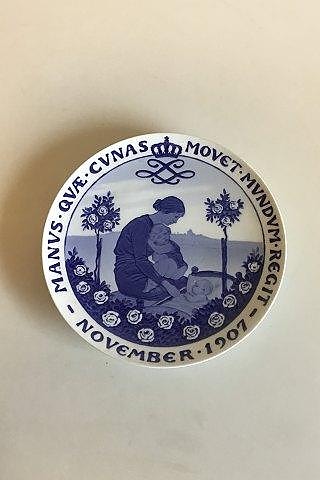 MANVS · QVÆ · CVNAS MOVET · MVNDVM · REGIT
- NOVEMBER · 1907 -